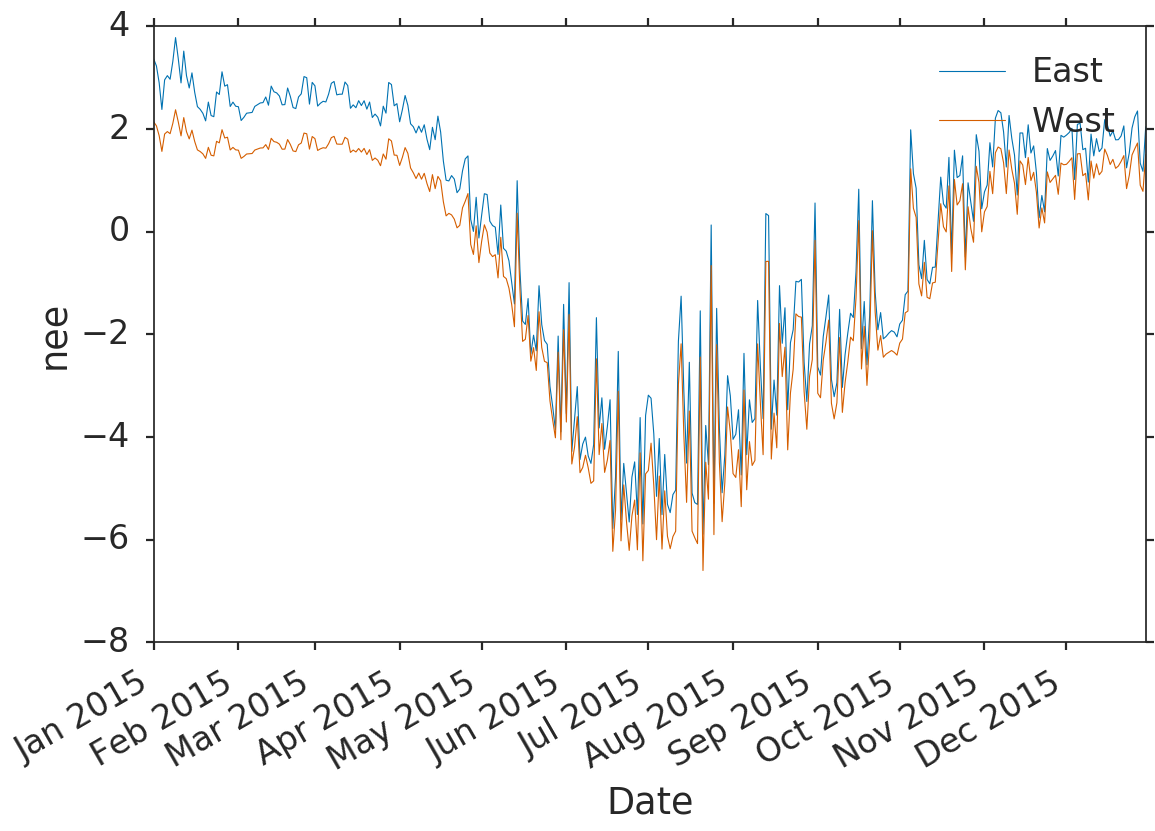 4
2
0
−2
−4
−6
−8
nee
East
West
Jan 2015
Feb 2015
Mar 2015
Apr 2015
May 2015
Jun 2015
Jul 2015
Aug 2015
Sep 2015
Oct 2015
Nov 2015
Dec 2015
Date